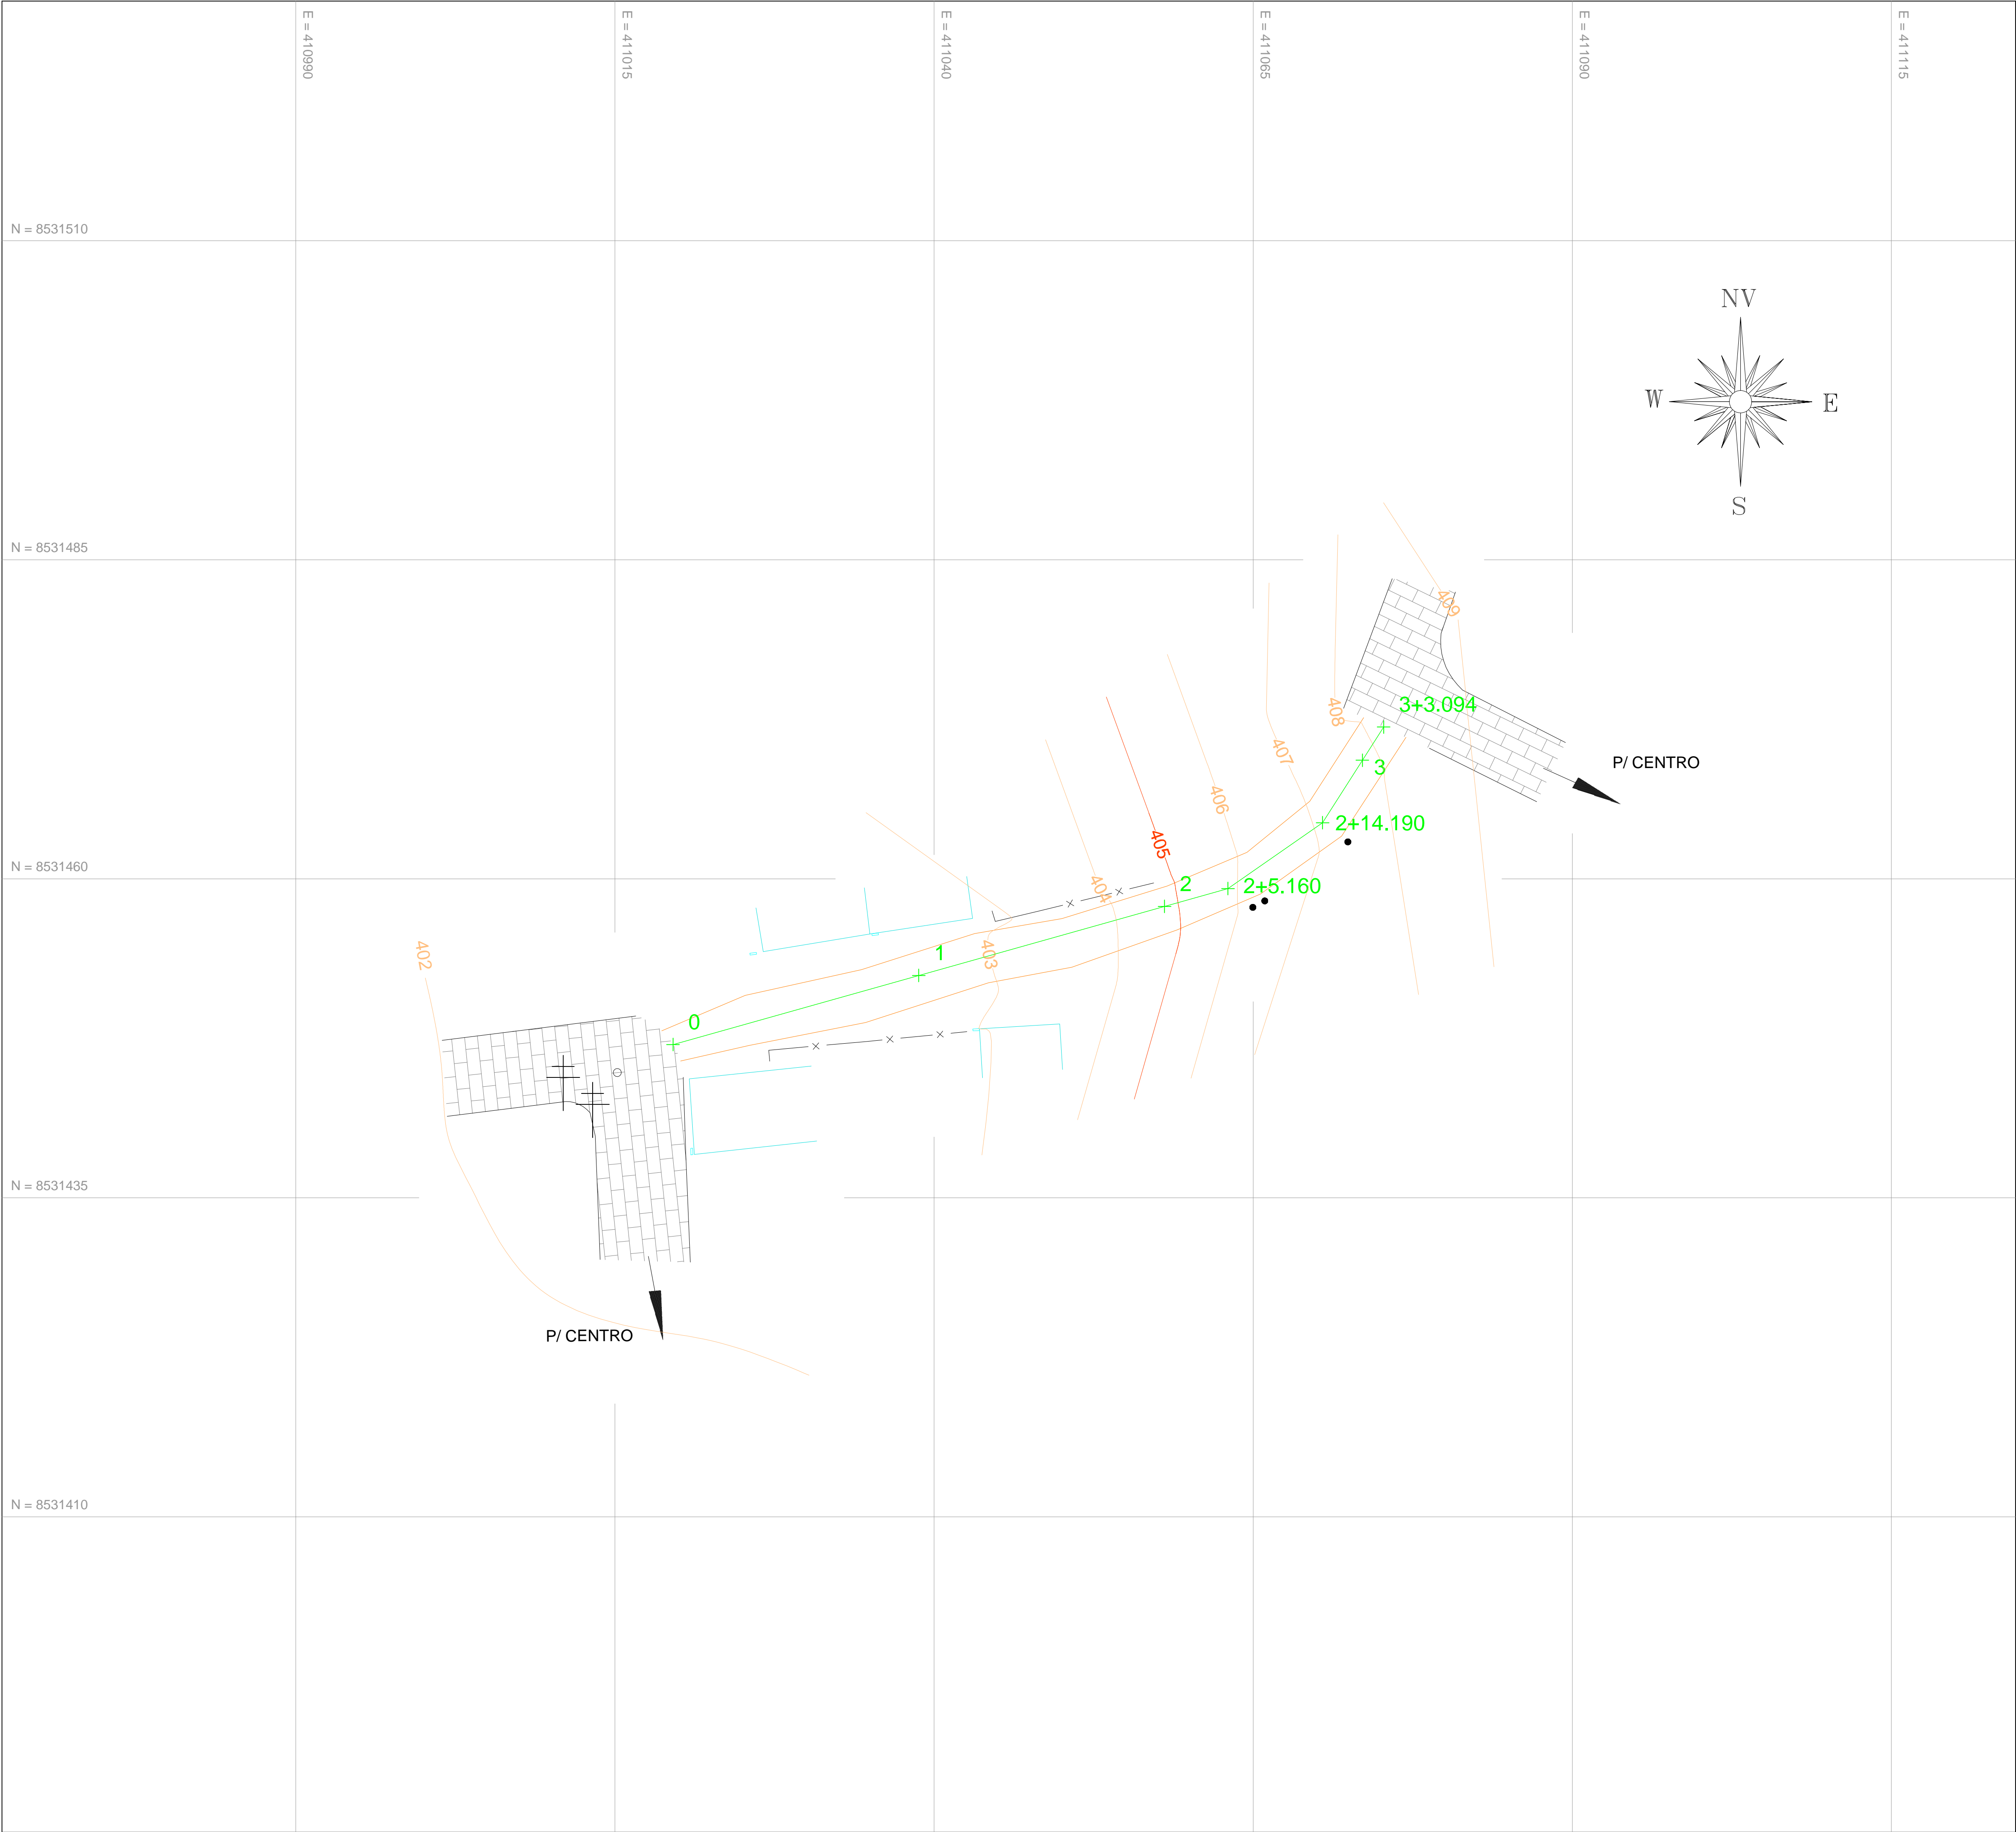 E = 410990
E = 411015
E = 411040
E = 411065
E = 411090
E = 411115
N = 8531510
NV
W
E
S
N = 8531485
409
3+3.094
408
407
P/ CENTRO
3
406
2+14.190
405
N = 8531460
404
2
2+5.160
402
403
1
0
N = 8531435
P/ CENTRO
N = 8531410